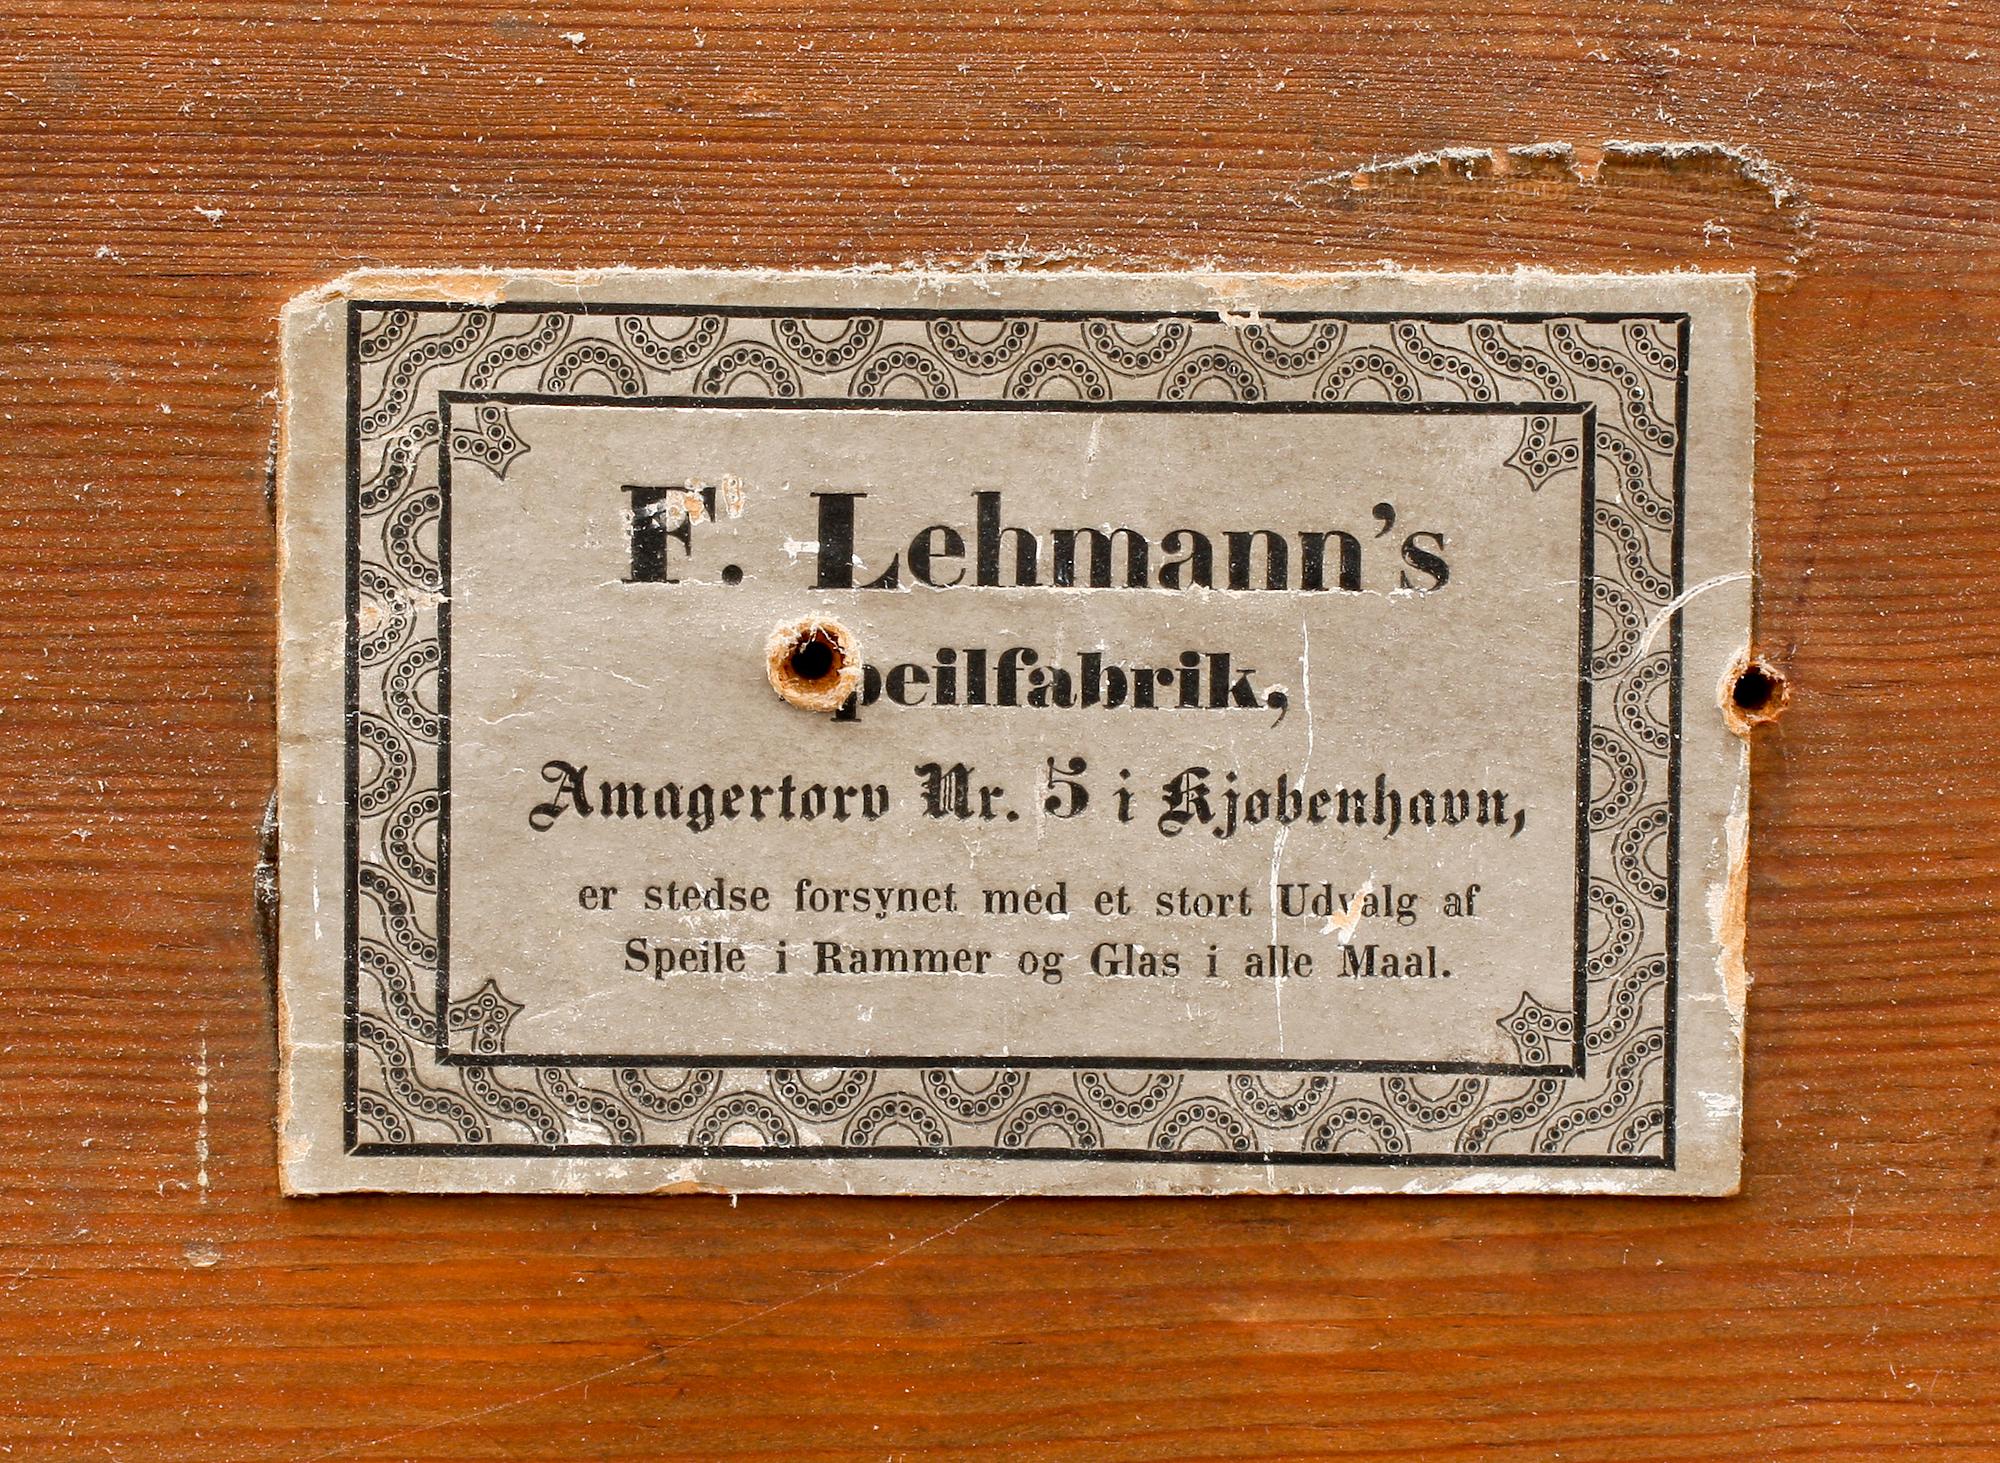 F. Lehmann's
peilfabrik,
Amagertorv Nr. 5 i Kjøbenhavn,
er stedse forsynet med et stort Udvalg af
Speile i Rammer og Glas i alle Maal.